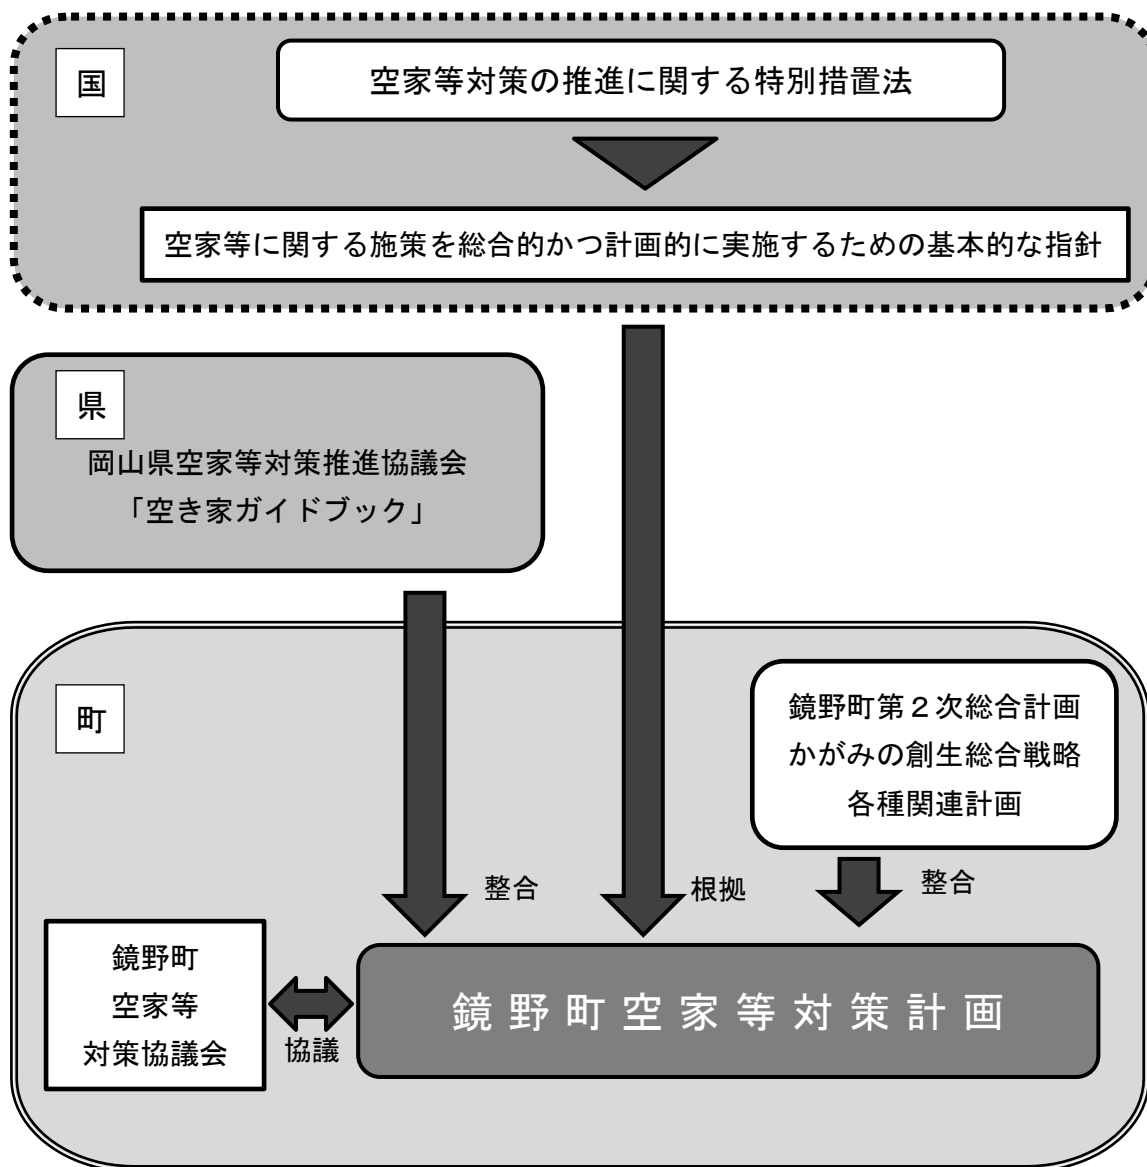 国
空家等対策の推進に関する特別措置法
空家等に関する施策を総合的かつ計画的に実施するための基本的な指針
県
岡山県空家等対策推進協議会
「空き家ガイドブック」
町
鏡野町第２次総合計画
かがみの創生総合戦略
各種関連計画
整合
根拠
整合
鏡野町
空家等
対策協議会
協議
鏡野町空家等対策計画